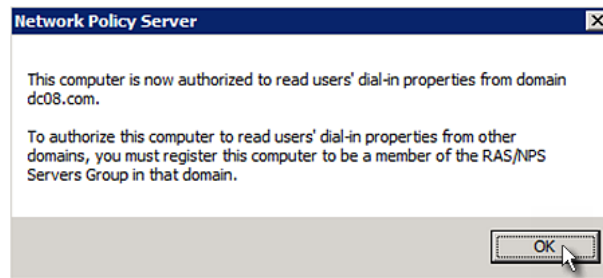 Network Policy Server
This computer is now authorized to read users' dial-in properties from domain
dc08.com.
To authorize this computer to read users' dial-in properties from other
domains, you must register this computer to be a member of the RAS/NPS
Servers Group in that domain.
OK